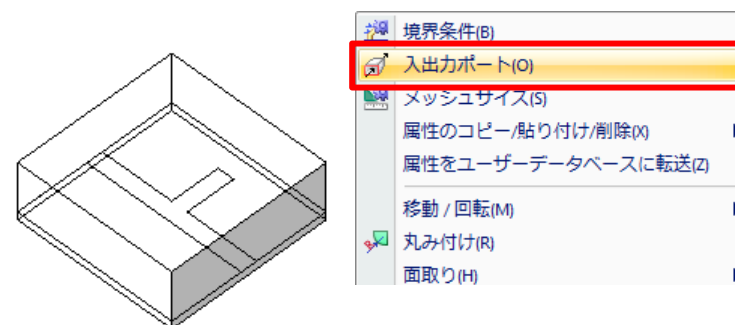 境界条件(B)
入出力ポート(O)
メッシュサイズ(S)
属性のコピー/貼り付け/削除(X)
属性をユーザーデータベースに転送(Z)
移動 / 回転(M)
丸み付け(R)
面取り(H)